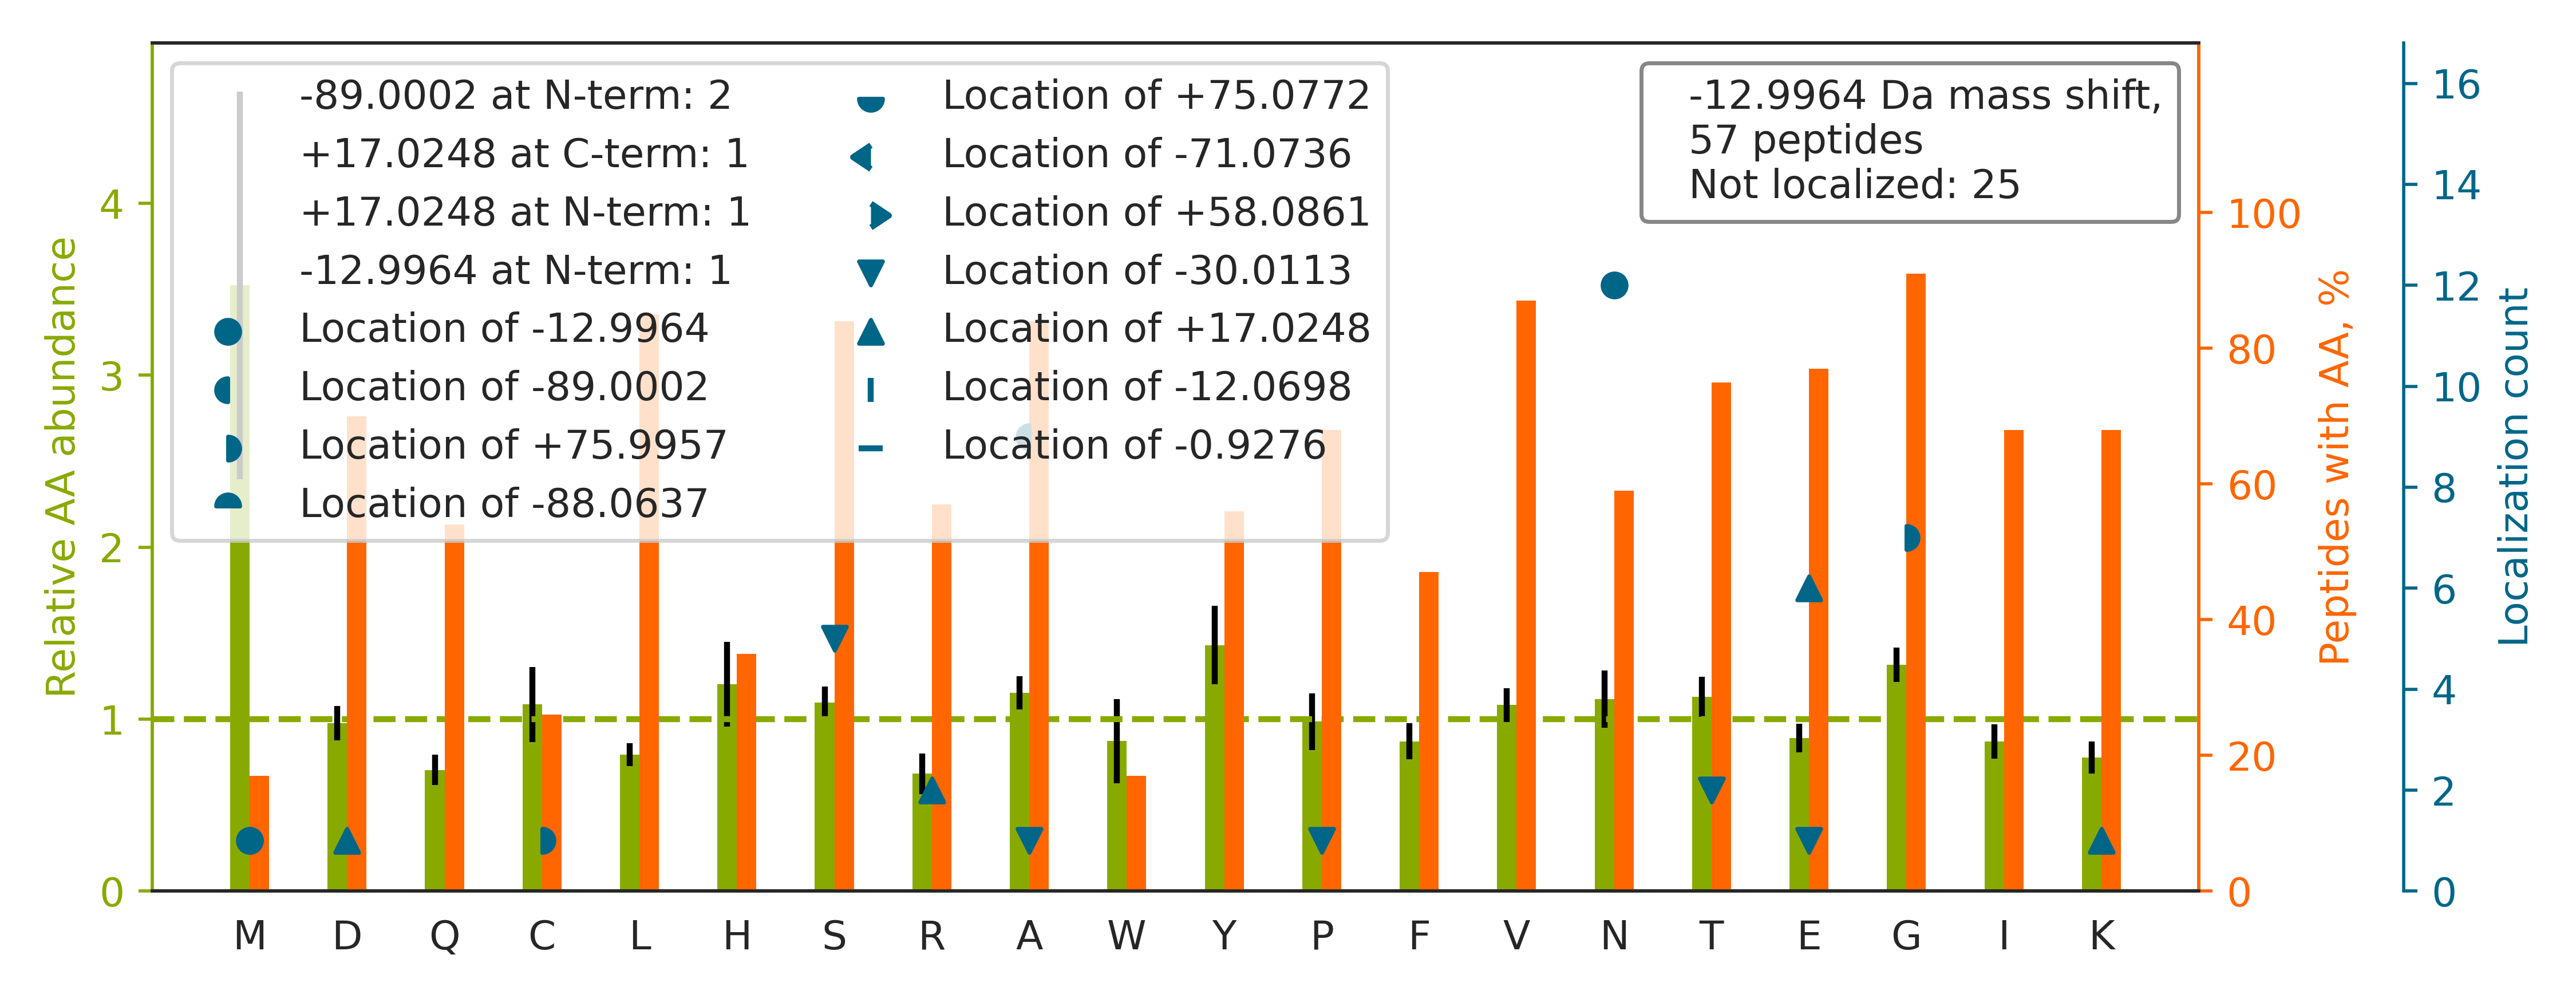 -89.0002 at N-term: 2
+17.0248 at C-term: 1
+17.0248 at N-term: 1
-12.9964 at N-term: 1
Location of -12.9964
Location of -89.0002
Location of +75.9957
Location of -88.0637
Location of +75.0772
Location of -71.0736
Location of +58.0861
Location of -30.0113
Location of +17.0248
Location of -12.0698
Location of -0.9276
-12.9964 Da mass shift,
57 peptides
Not localized: 25
Relative AA abundance
4
3
2
1
0
M D Q C L H S R A W Y P F V N T E G I K
100
80
60
40
20
0
Peptides with AA, %
16
14
12
10
8
6
4
2
0
Localization count